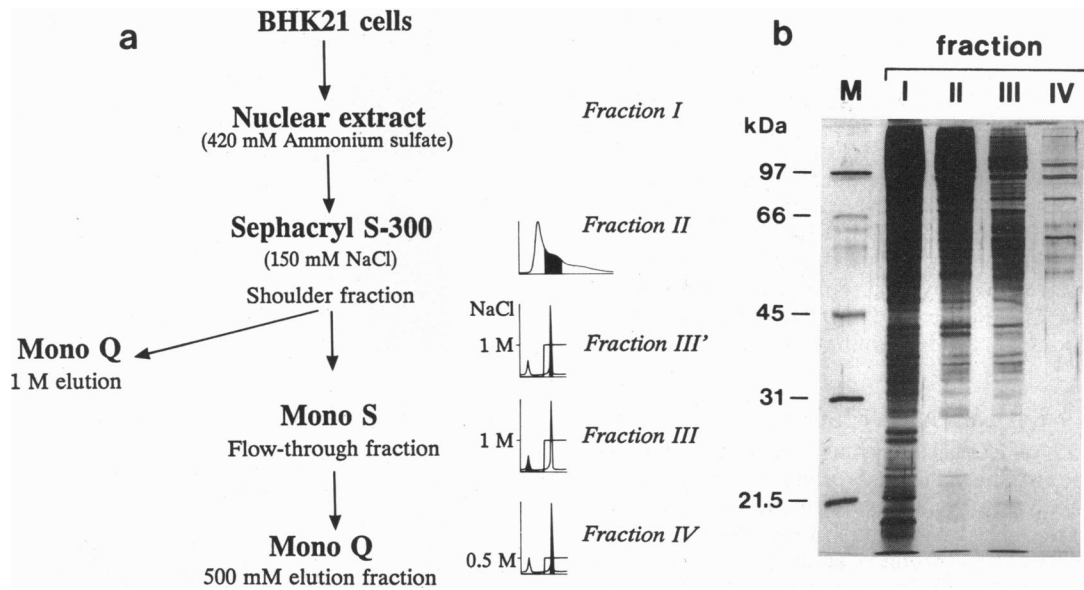 a
BHK21 cells
Nuclear extract
(420 mM Ammonium sulfate)
Fraction I
Sephacryl S-300
(150 mM NaCl)
Fraction II
Shoulder fraction
Mono Q
1 M elution
NaCl
1 M
Fraction III'
Mono S
Flow-through fraction
1 M
Fraction III
Mono Q
500 mM elution fraction
0.5 M
Fraction IV
b
fraction
M I II III IV
kDa
97
66
45
31
21.5